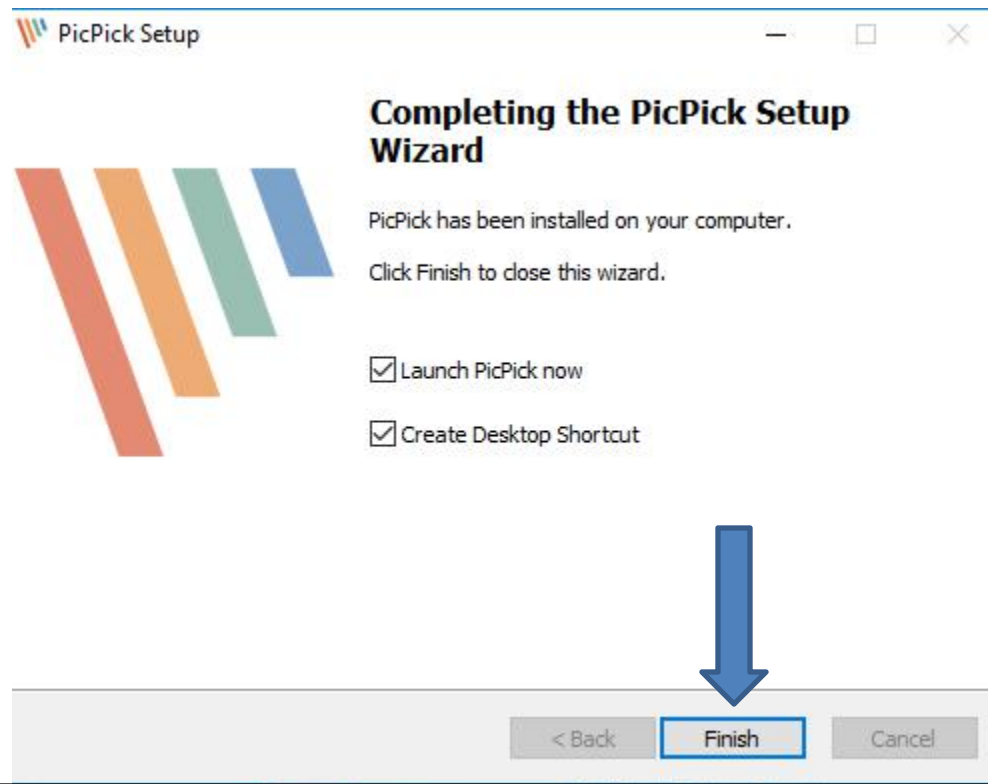 PicPick Setup
Completing the PicPick Setup
Wizard
PicPick has been installed on your computer.
Click Finish to close this wizard.
Launch PicPick now
Create Desktop Shortcut
< Back Finish Cancel